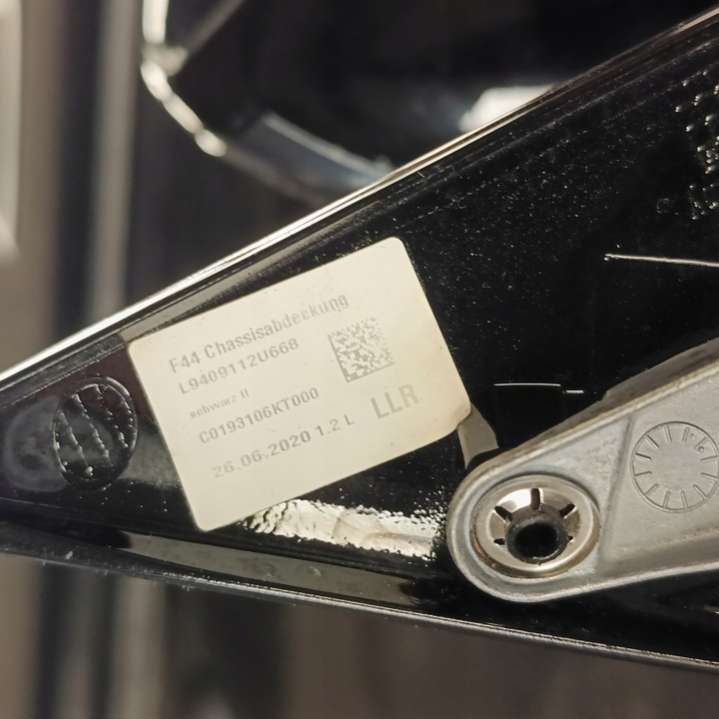 F44 Chassisabdeckung
L9409112U668
schwarz II
C0193106KT000
26.06.2020 1.2 L
LLR